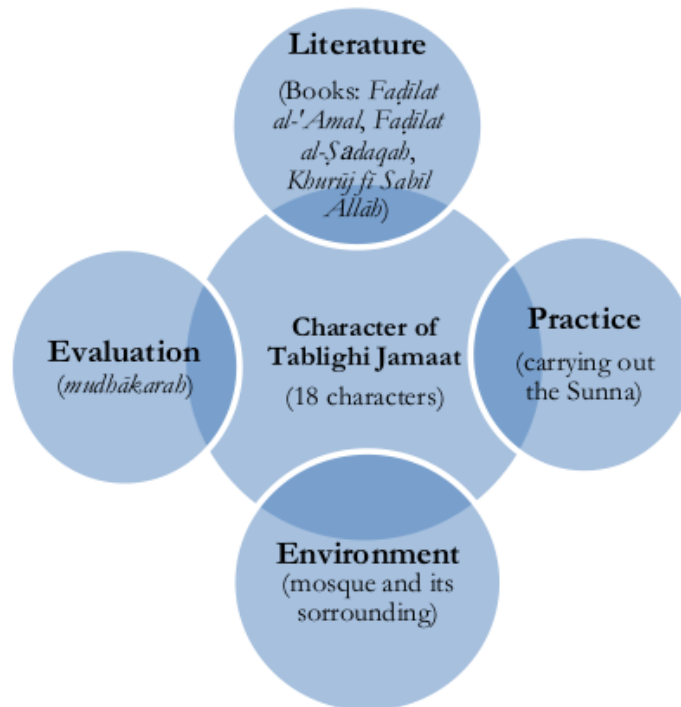 Literature
(Books: Faḍīlat
al-'Amal, Faḍīlat
al-Ṣadaqah,
Khurūj fī Sabīl
Allāh)
Evaluation
(mudhākarah)
Character of
Tablighi Jamaat
(18 characters)
Practice
(carrying out
the Sunna)
Environment
(mosque and its
sorrounding)